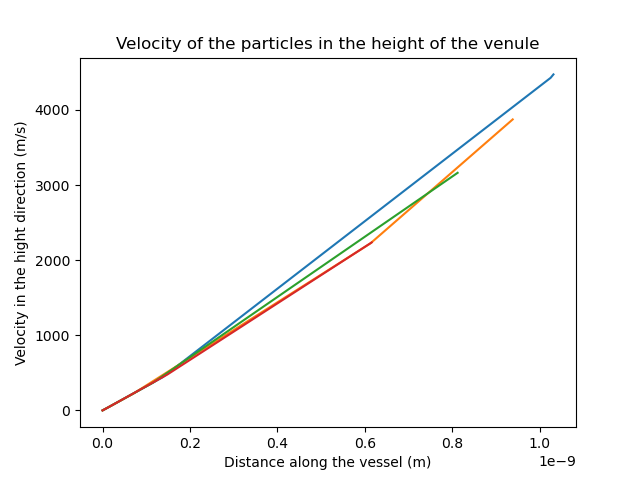 Velocity of the particles in the height of the venule
Velocity in the hight direction (m/s)
4000
3000
2000
1000
0
0.0 0.2 0.4 0.6 0.8 1.0
1e−9
Distance along the vessel (m)